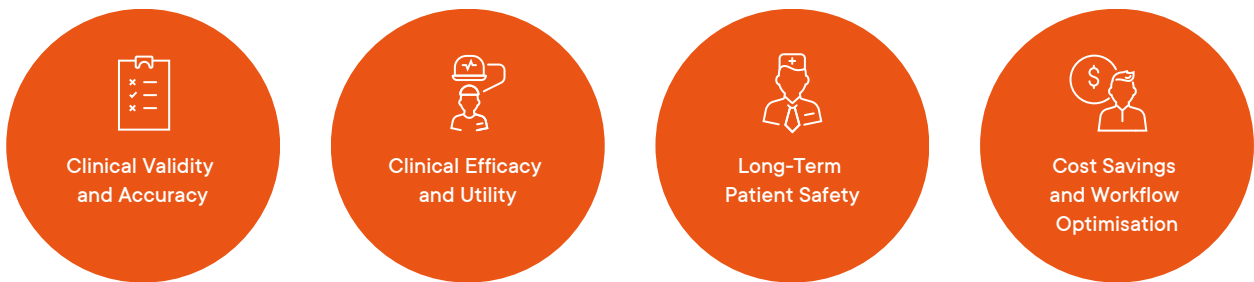 Clinical Validity
and Accuracy
Clinical Efficacy
and Utility
Long-Term
Patient Safety
$
Cost Savings
and Workflow
Optimisation